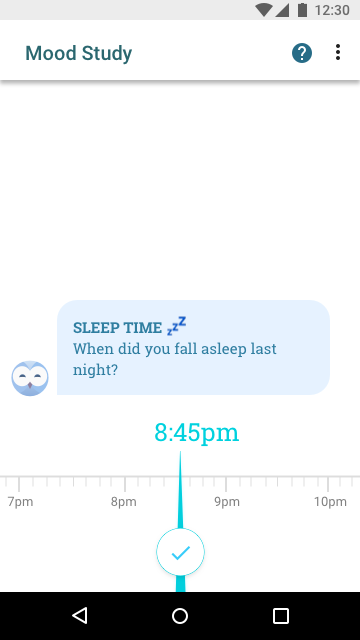 12:30
Mood Study
SLEEP TIME 💤
When did you fall asleep last
night?
8:45pm
7pm 8pm 9pm 10pm